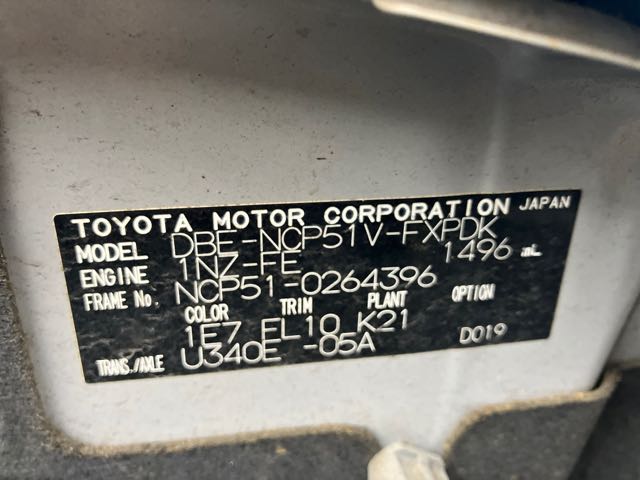 TOYOTA MOTOR CORPORATION JAPAN
MODEL DBE-NCP51V-FXPDK
ENGINE 1NZ-FE 1496 mL
FRAME No. NCP51-0264396
COLOR TRIM PLANT OPTION
1E7 FL10 K21
TRANS./AXLE U340E -05A D019